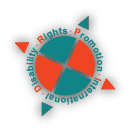 Disability · Rights · Promotion · International